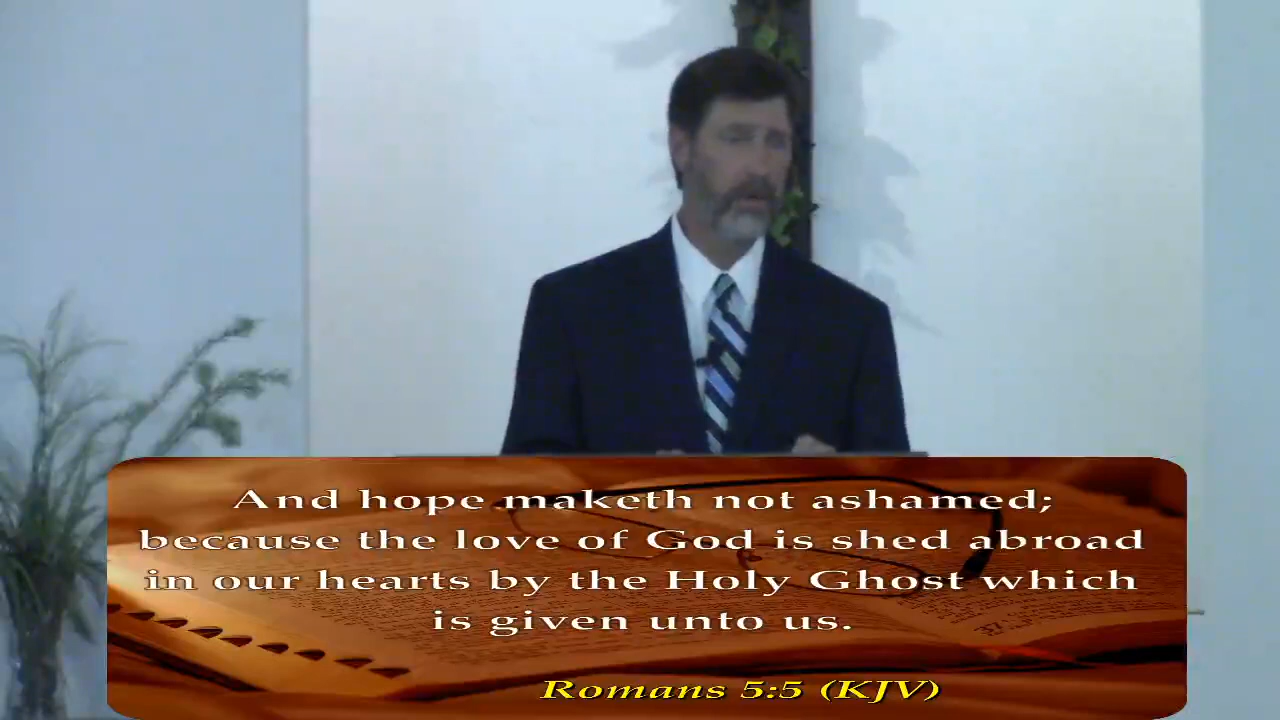 And hope maketh not ashamed;
because the love of God is shed abroad
in our hearts by the Holy Ghost which
is given unto us.
Romans 5:5 (KJV)